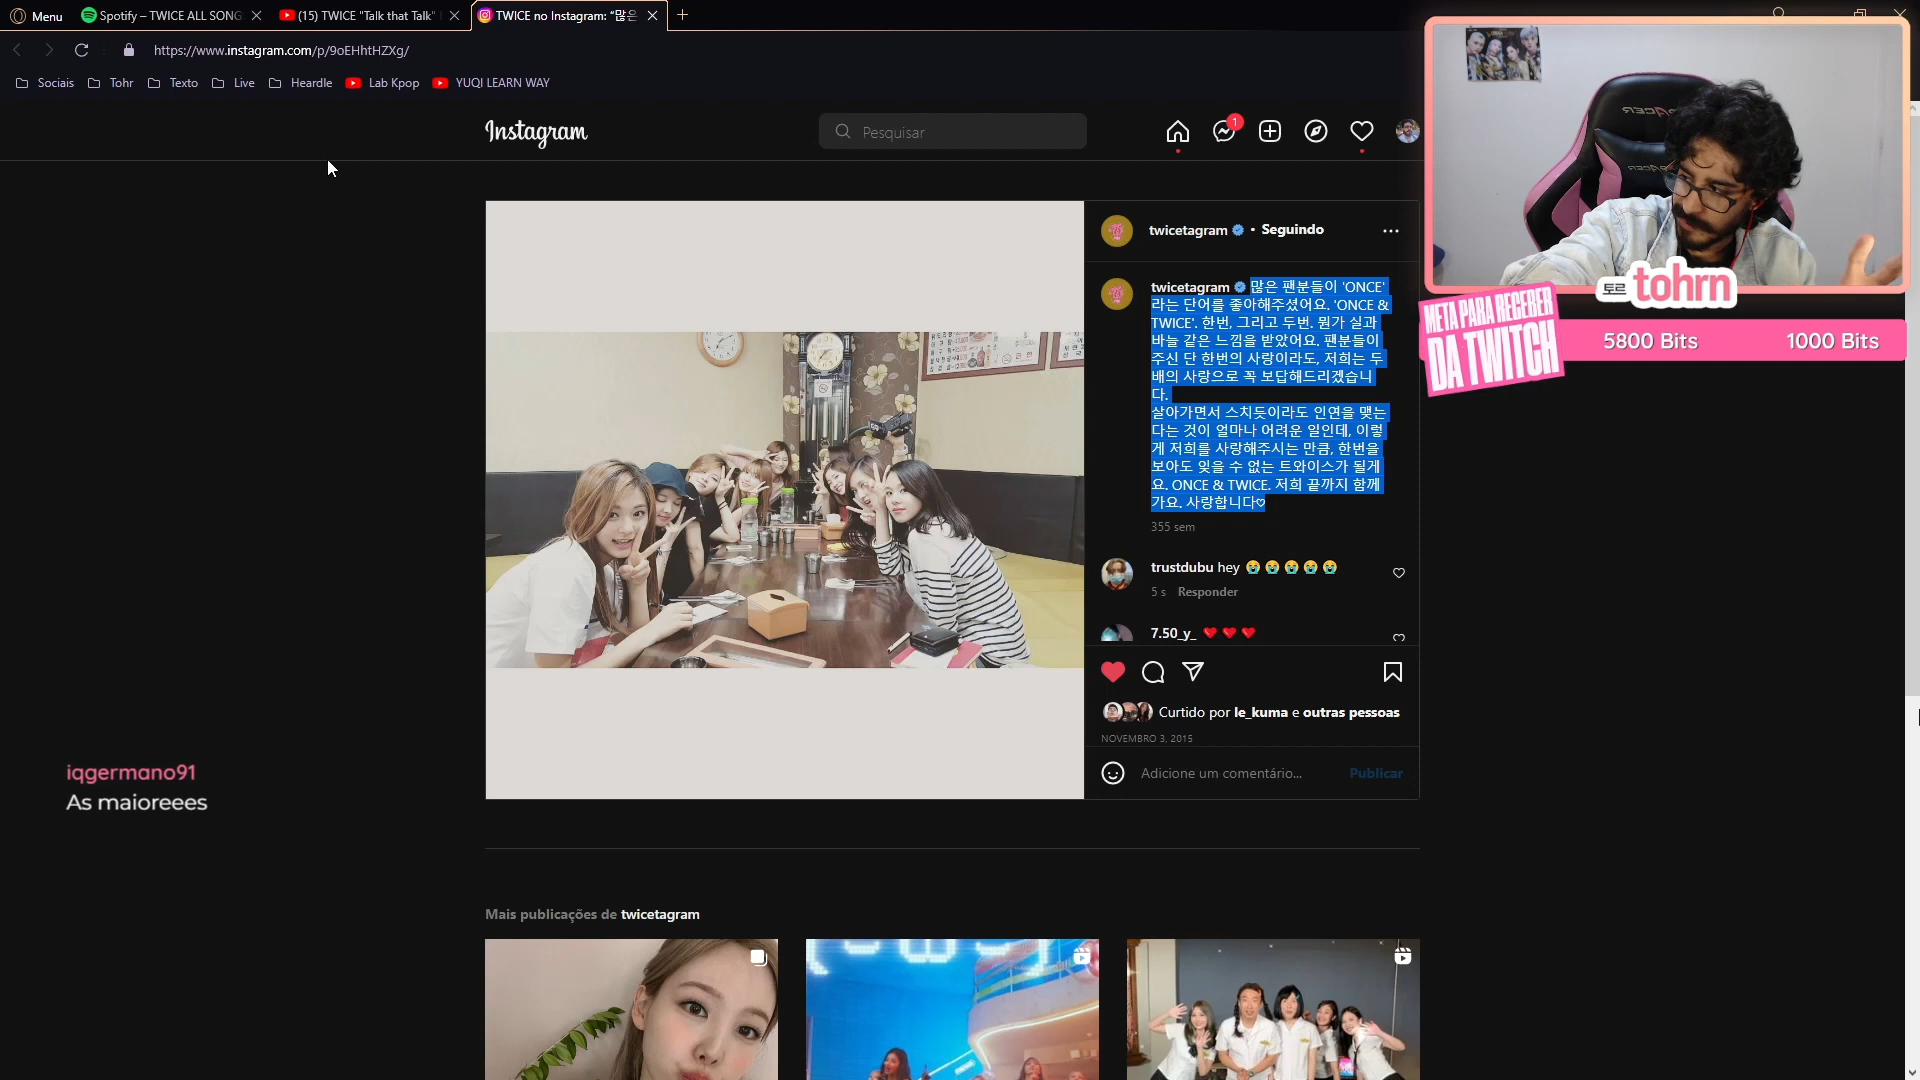 Menu
Spotify – TWICE ALL SONG
(15) TWICE "Talk that Talk"
TWICE no Instagram: “많은
https://www.instagram.com/p/9oEHhtHZXg/
Sociais
Tohr
Texto
Live
Heardle
Lab Kpop
YUQI LEARN WAY
Instagram
Pesquisar
1
twicetagram • Seguindo
twicetagram 많은 팬분들이 'ONCE'
라는 단어를 좋아해주셨어요. 'ONCE &
TWICE'. 한번, 그리고 두번. 뭔가 실과
바늘 같은 느낌을 받았어요. 팬분들이
주신 단 한번의 사랑이라도, 저희는 두
배의 사랑으로 꼭 보답해드리겠습니
다.
살아가면서 스치듯이라도 인연을 맺는
다는 것이 얼마나 어려운 일인데, 이렇
게 저희를 사랑해주시는 만큼, 한번을
보아도 잊을 수 없는 트와이스가 될게
요. ONCE & TWICE. 저희 끝까지 함께
가요. 사랑합니다♡
355 sem
trustdubu hey 😭😭😭😭😭
5 s Responder
7.50_y_ ❤❤❤
Curtido por le_kuma e outras pessoas
NOVEMBRO 3, 2015
Adicione um comentário...
Publicar
Mais publicações de twicetagram
ACER
토르 tohrn
META PARA RECEBER
DA TWITCH
5800 Bits
1000 Bits
iqgermano91
As maioreees